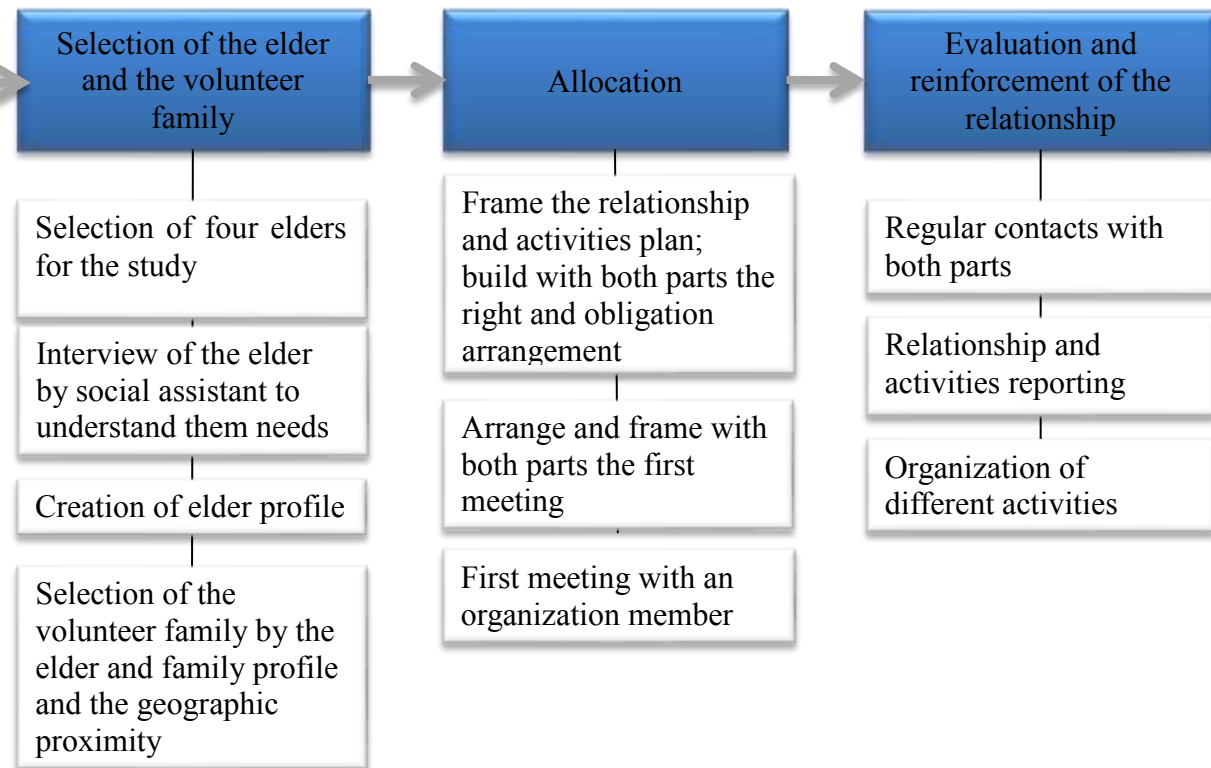 Selection of the elder
and the volunteer
family
Selection of four elders
for the study
Interview of the elder
by social assistant to
understand them needs
Creation of elder profile
Selection of the
volunteer family by the
elder and family profile
and the geographic
proximity
Allocation
Frame the relationship
and activities plan;
build with both parts the
right and obligation
arrangement
Arrange and frame with
both parts the first
meeting
First meeting with an
organization member
Evaluation and
reinforcement of the
relationship
Regular contacts with
both parts
Relationship and
activities reporting
Organization of
different activities